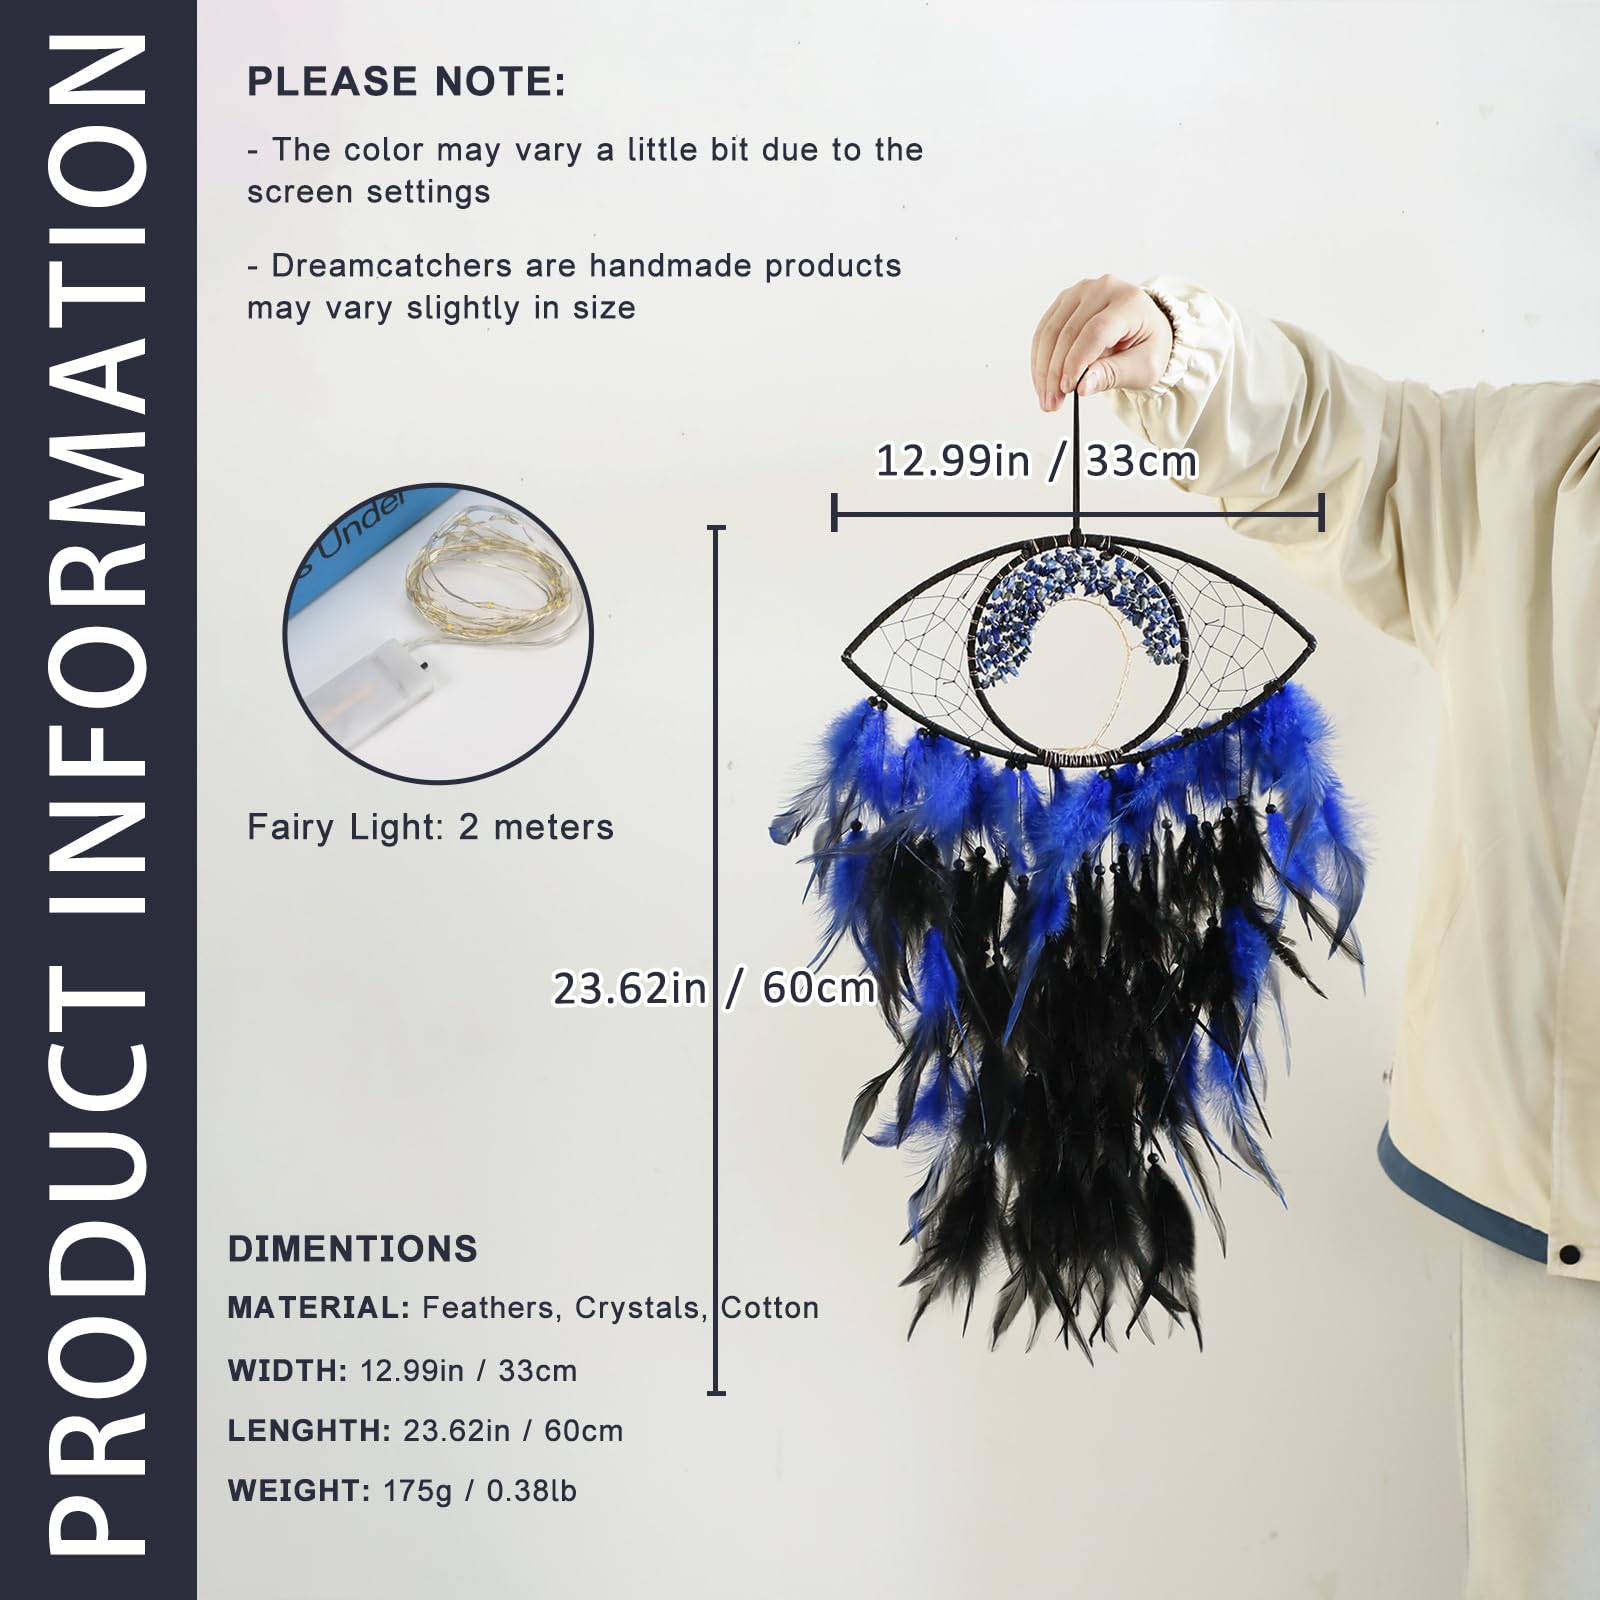 PRODUCT INFORMATION
PLEASE NOTE:
- The color may vary a little bit due to the
screen settings
- Dreamcatchers are handmade products
may vary slightly in size
12.99in / 33cm
s Under
Fairy Light: 2 meters
23.62in / 60cm
DIMENTIONS
MATERIAL: Feathers, Crystals, Cotton
WIDTH: 12.99in / 33cm
LENGHTH: 23.62in / 60cm
WEIGHT: 175g / 0.38lb